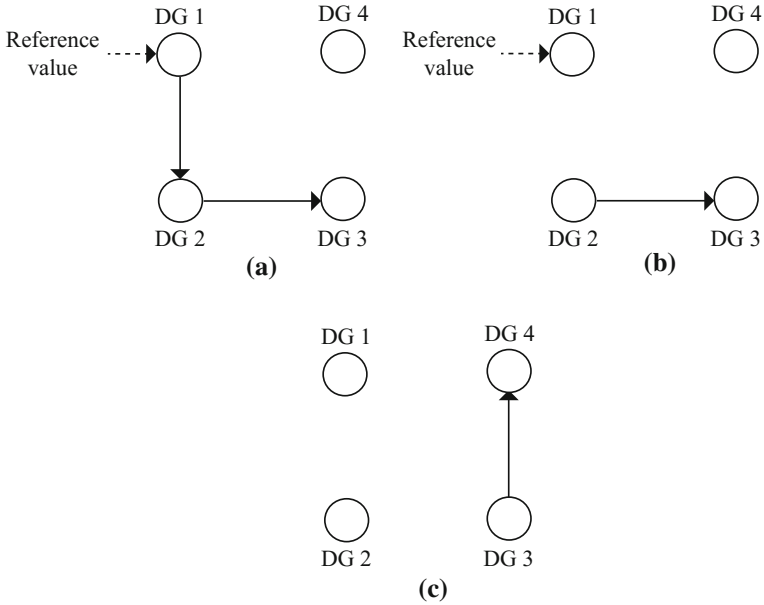 DG 1
DG 4
Reference
value
DG 2
DG 3
(a)
DG 1
DG 4
Reference
value
DG 2
DG 3
(b)
DG 1
DG 4
DG 2
DG 3
(c)